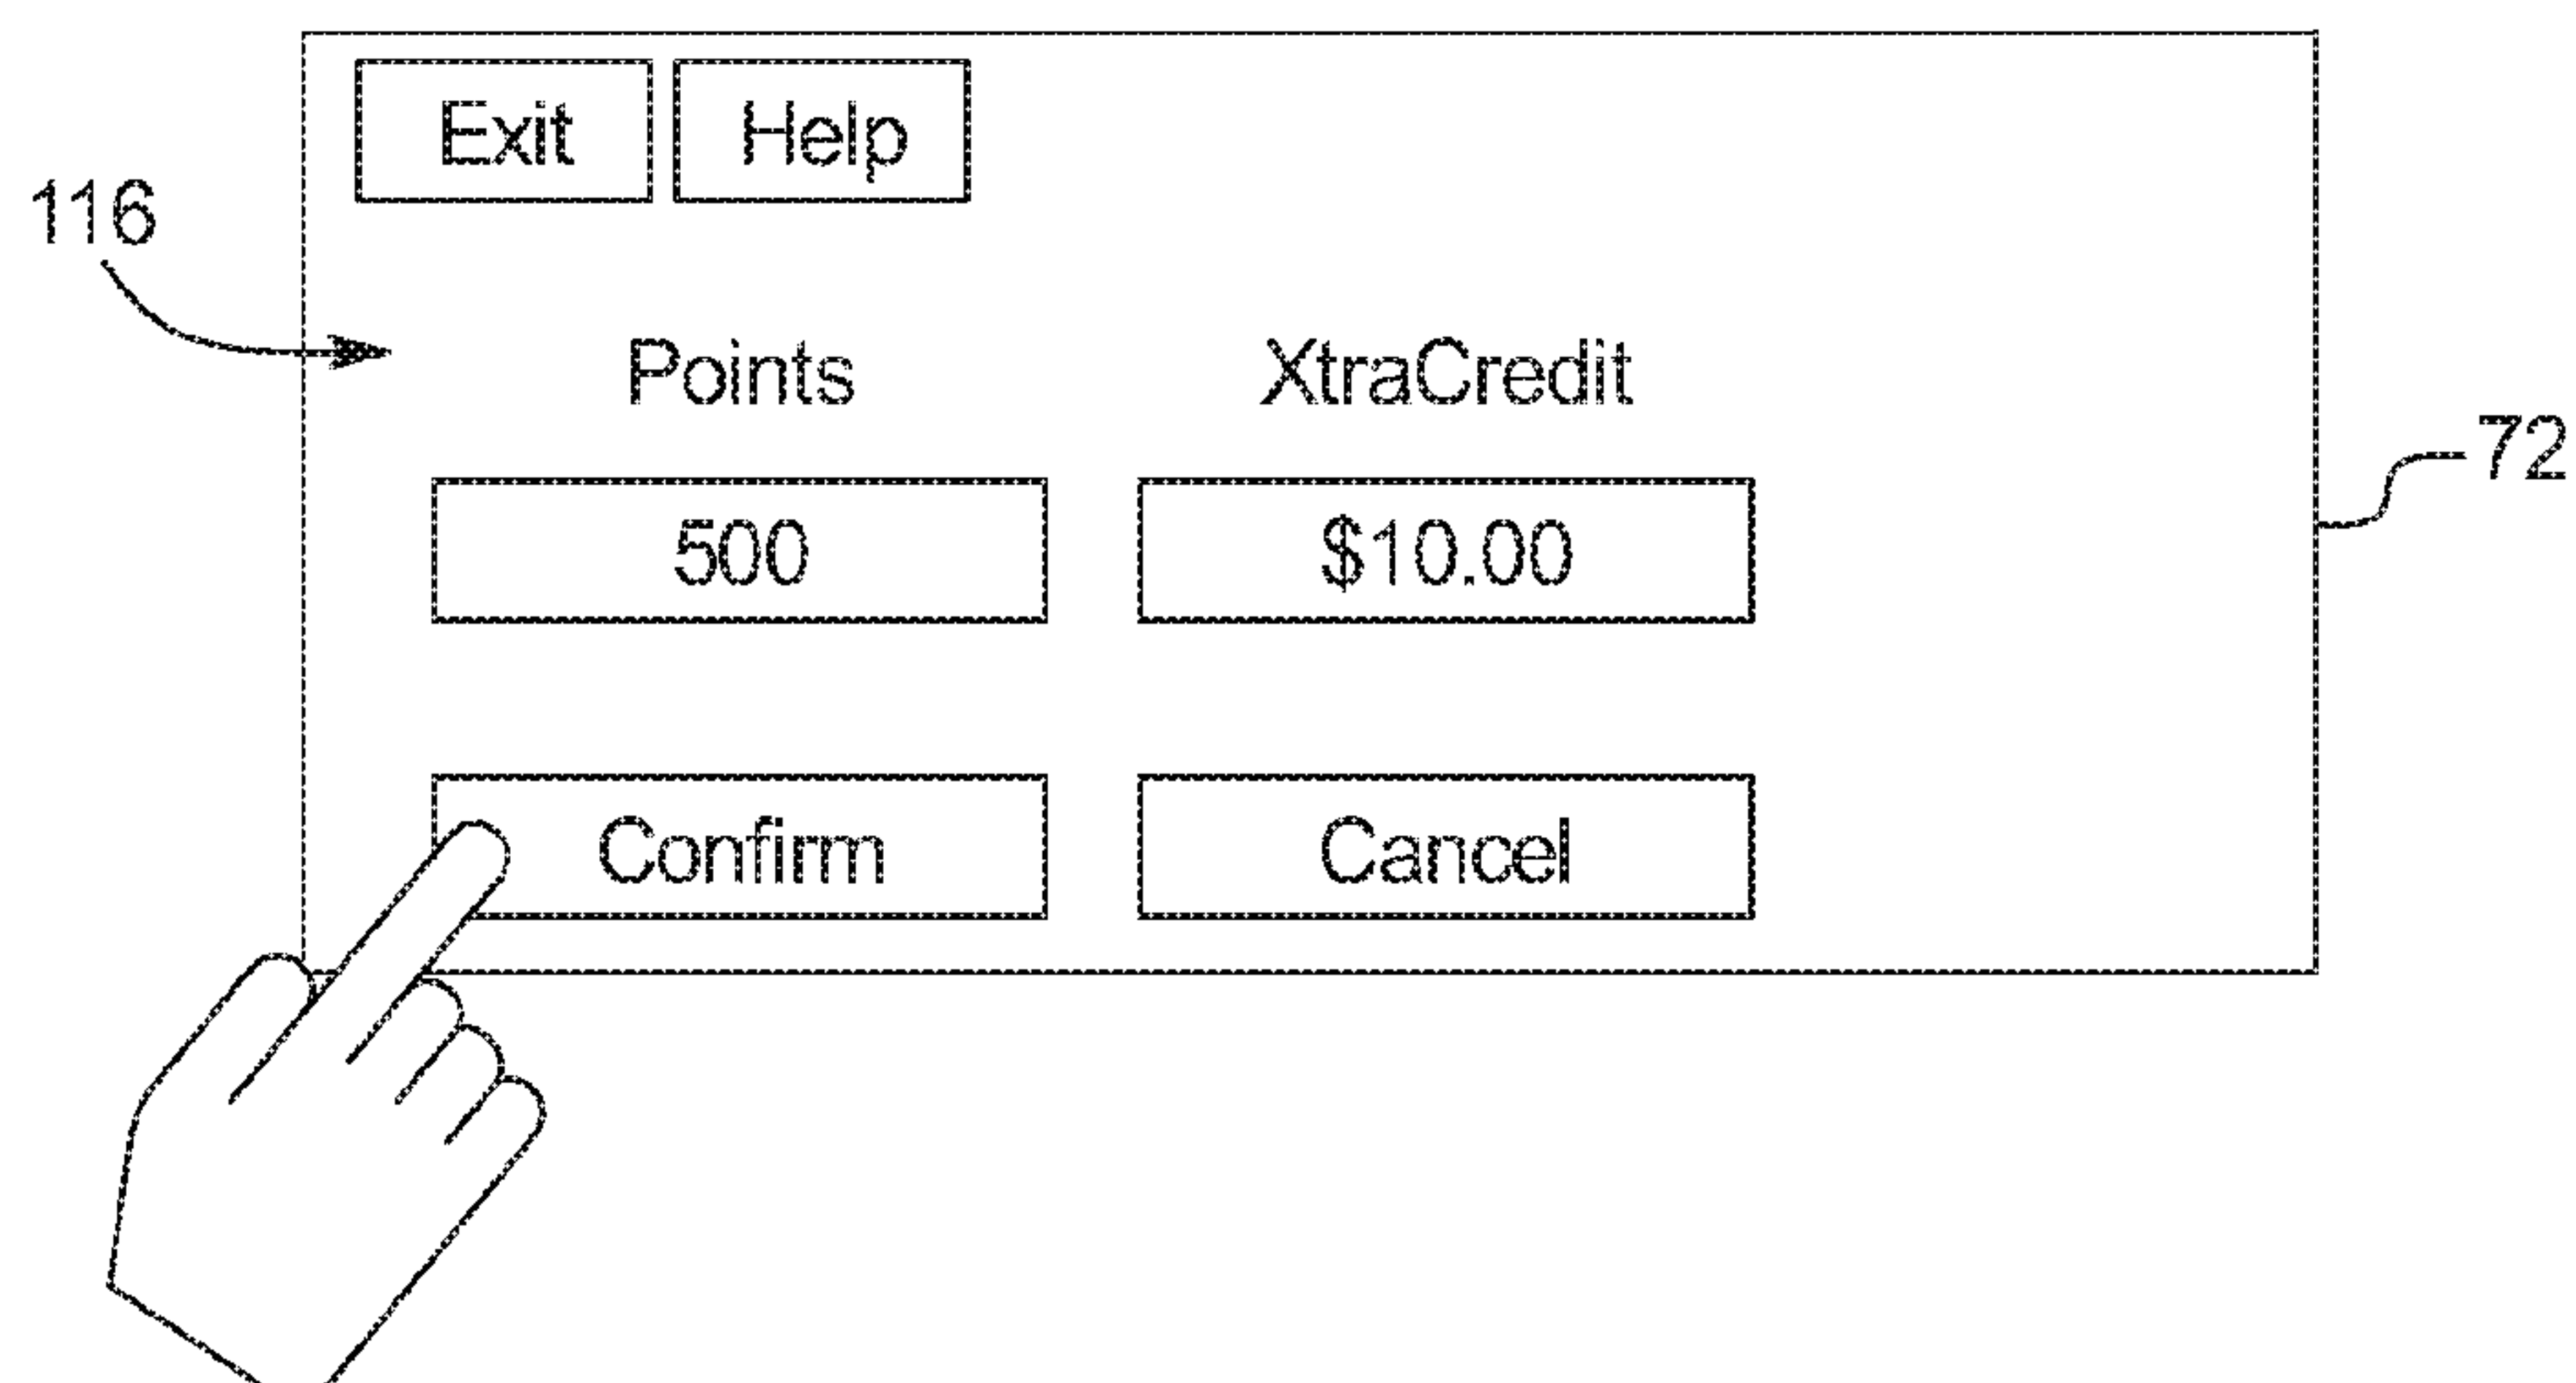 Exit Help
116
Points XtraCredit
72
500 $10.00
Confirm Cancel